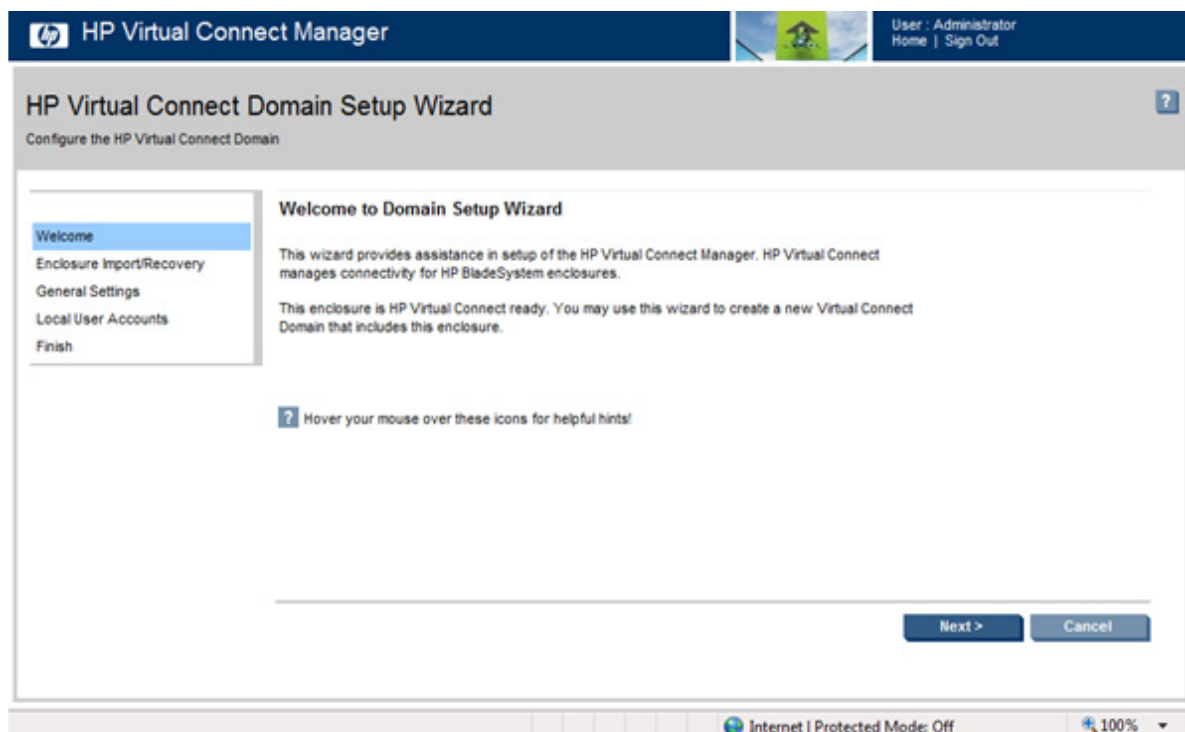 hp HP Virtual Connect Manager
User : Administrator
Home | Sign Out
HP Virtual Connect Domain Setup Wizard
?
Configure the HP Virtual Connect Domain
Welcome
Enclosure Import/Recovery
General Settings
Local User Accounts
Finish
Welcome to Domain Setup Wizard
This wizard provides assistance in setup of the HP Virtual Connect Manager. HP Virtual Connect
manages connectivity for HP BladeSystem enclosures.
This enclosure is HP Virtual Connect ready. You may use this wizard to create a new Virtual Connect
Domain that includes this enclosure.
? Hover your mouse over these icons for helpful hints!
Next >
Cancel
Internet | Protected Mode: Off
100%